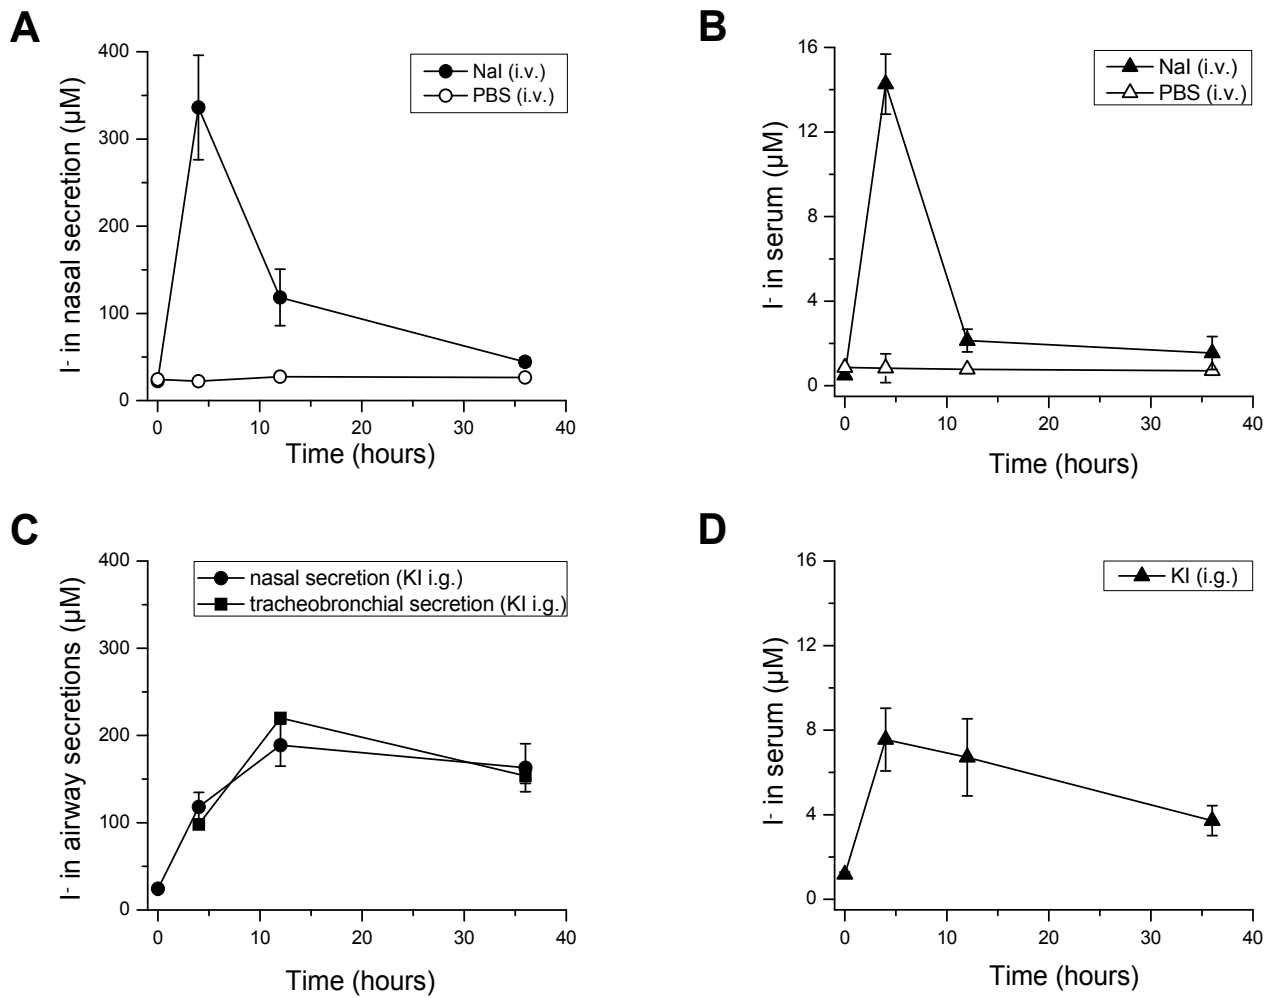 A
I- in nasal secretion (µM)
400
300
200
100
0
NaI (i.v.)
PBS (i.v.)
0 10 20 30 40
Time (hours)
B
I- in serum (µM)
16
12
8
4
0
NaI (i.v.)
PBS (i.v.)
0 10 20 30 40
Time (hours)
C
I- in airway secretions (µM)
400
300
200
100
0
nasal secretion (KI i.g.)
tracheobronchial secretion (KI i.g.)
0 10 20 30 40
Time (hours)
D
I- in serum (µM)
16
12
8
4
0
KI (i.g.)
0 10 20 30 40
Time (hours)